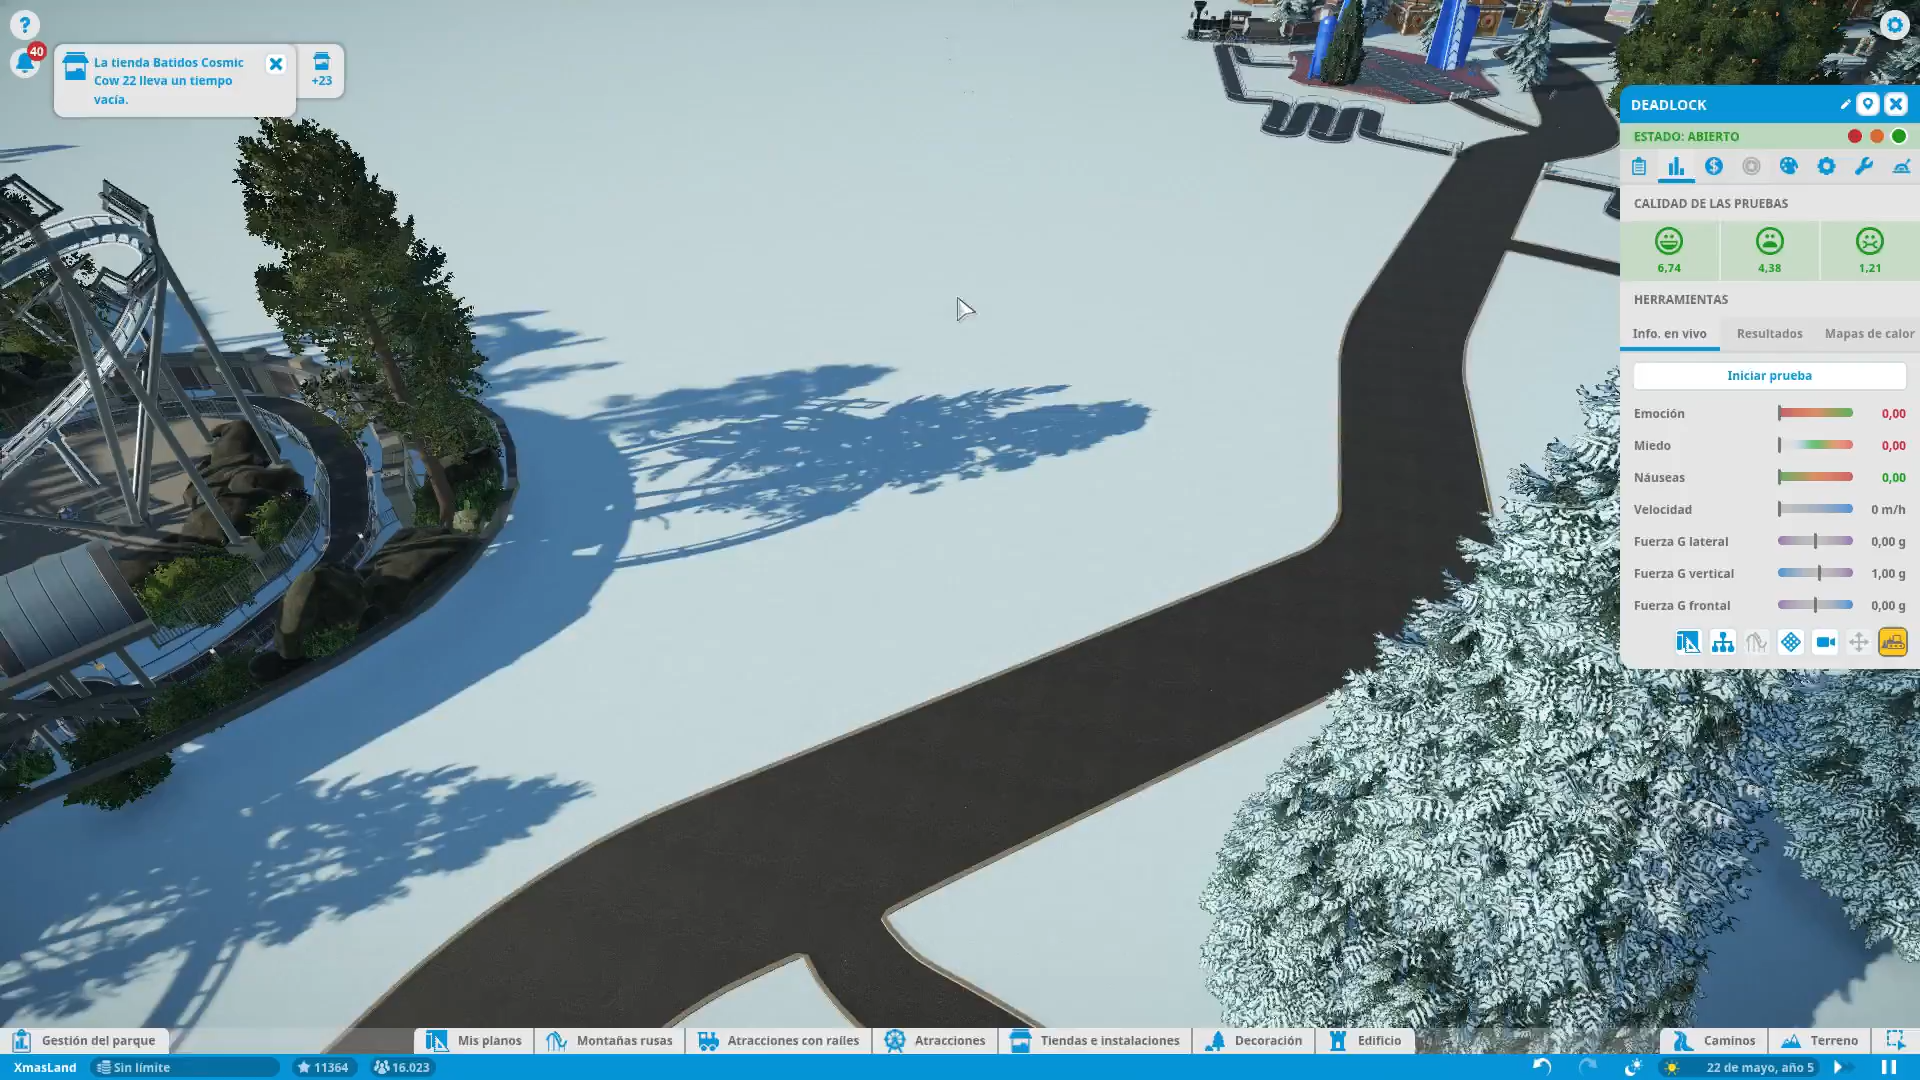 ?
40
La tienda Batidos Cosmic
Cow 22 lleva un tiempo
vacía.
+23
DEADLOCK
ESTADO: ABIERTO
CALIDAD DE LAS PRUEBAS
6,74 4,38 1,21
HERRAMIENTAS
Info. en vivo Resultados Mapas de calor
Iniciar prueba
Emoción 0,00
Miedo 0,00
Náuseas 0,00
Velocidad 0 m/h
Fuerza G lateral 0,00 g
Fuerza G vertical 1,00 g
Fuerza G frontal 0,00 g
Gestión del parque Mis planos Montañas rusas Atracciones con raíles Atracciones Tiendas e instalaciones Decoración Edificio Caminos Terreno
XmasLand Sin límite 11364 16.023 22 de mayo, año 5